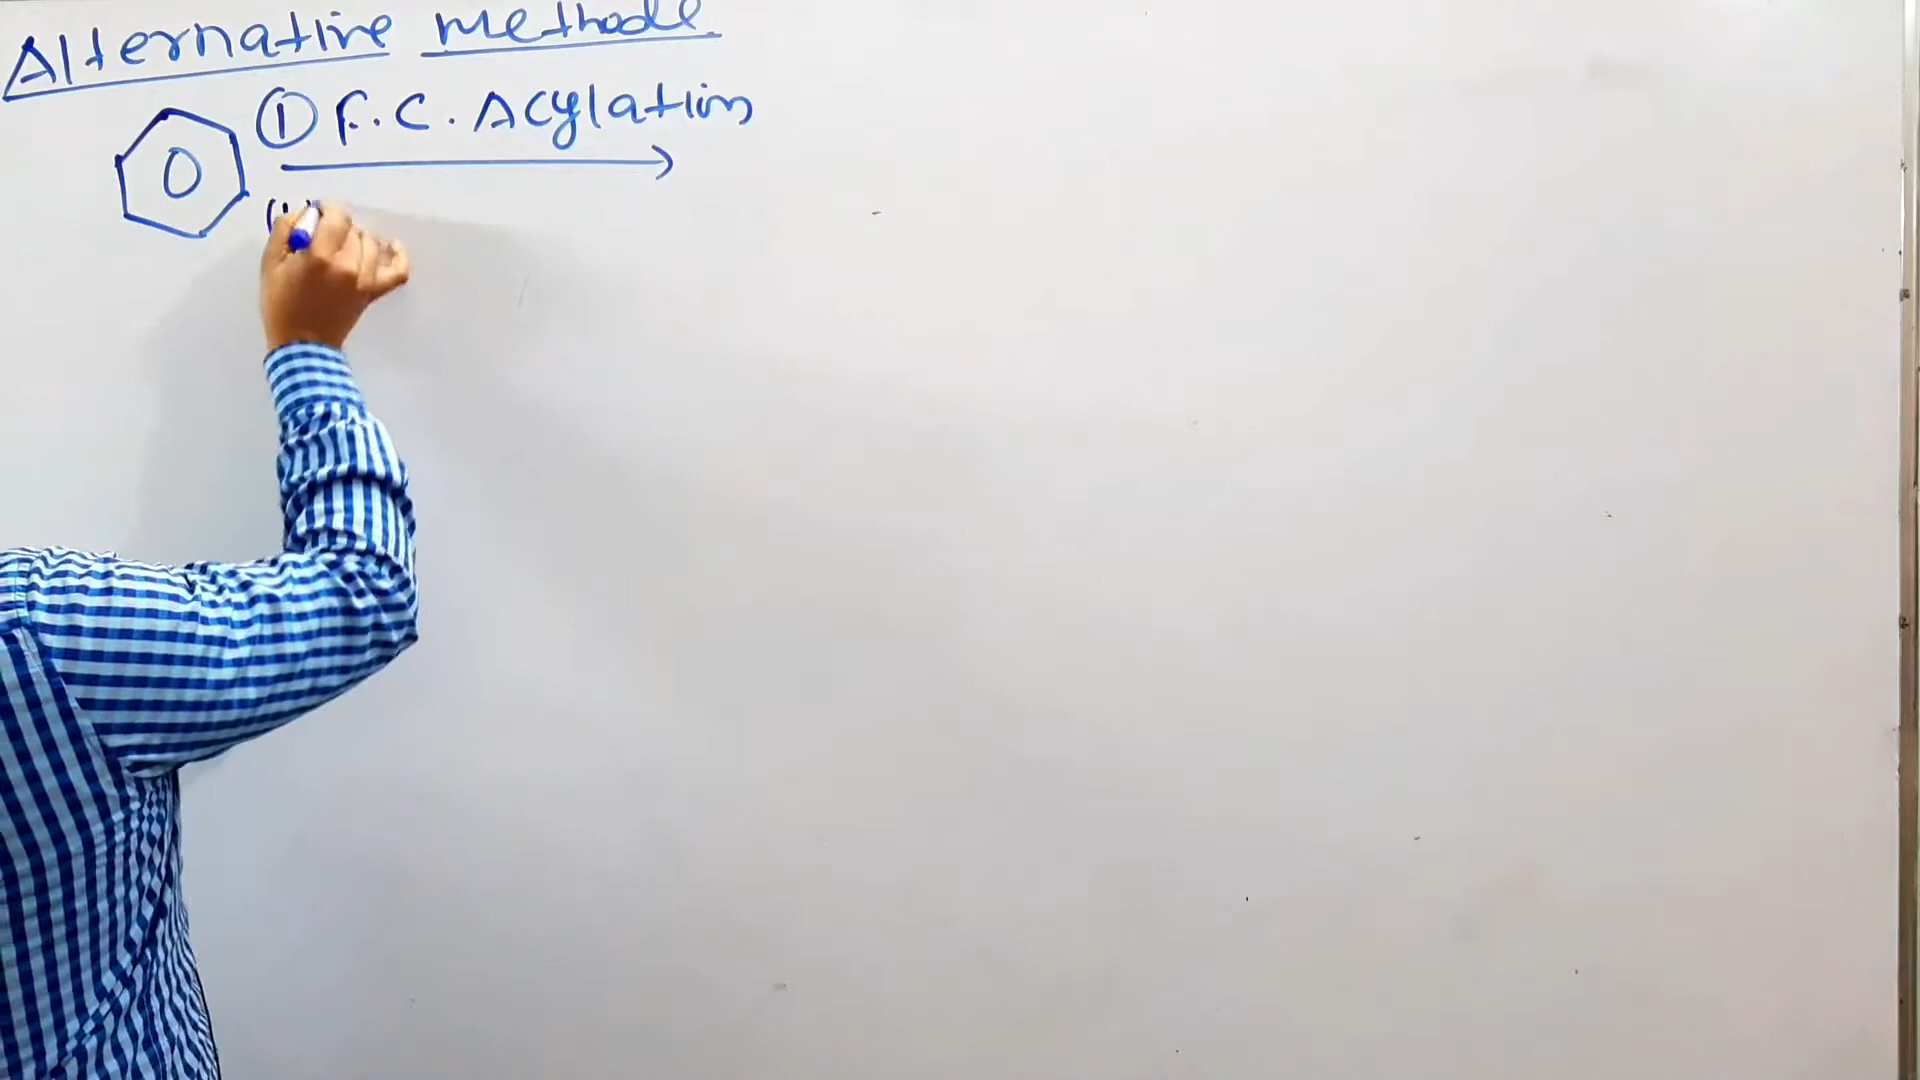 Alternative Methode
① F.C. Acylation